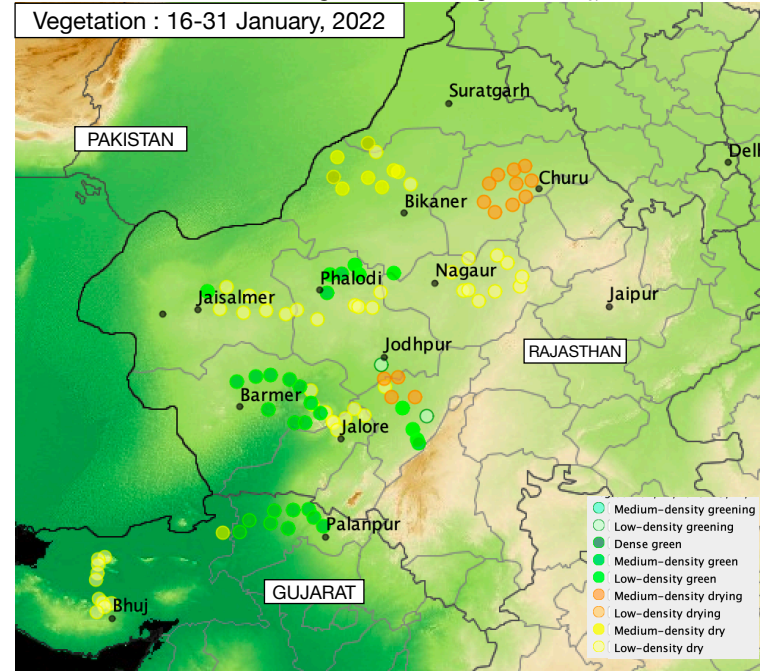 Vegetation : 16-31 January, 2022
Suratgarh
PAKISTAN
Churu
Bikaner
Phalodi
Nagaur
Jaisalmer
Jaipur
Jodhpur
RAJASTHAN
Barmer
Jalore
Palanpur
GUJARAT
Bhuj
Medium-density greening
Low-density greening
Dense green
Medium-density green
Low-density green
Medium-density drying
Low-density drying
Medium-density dry
Low-density dry